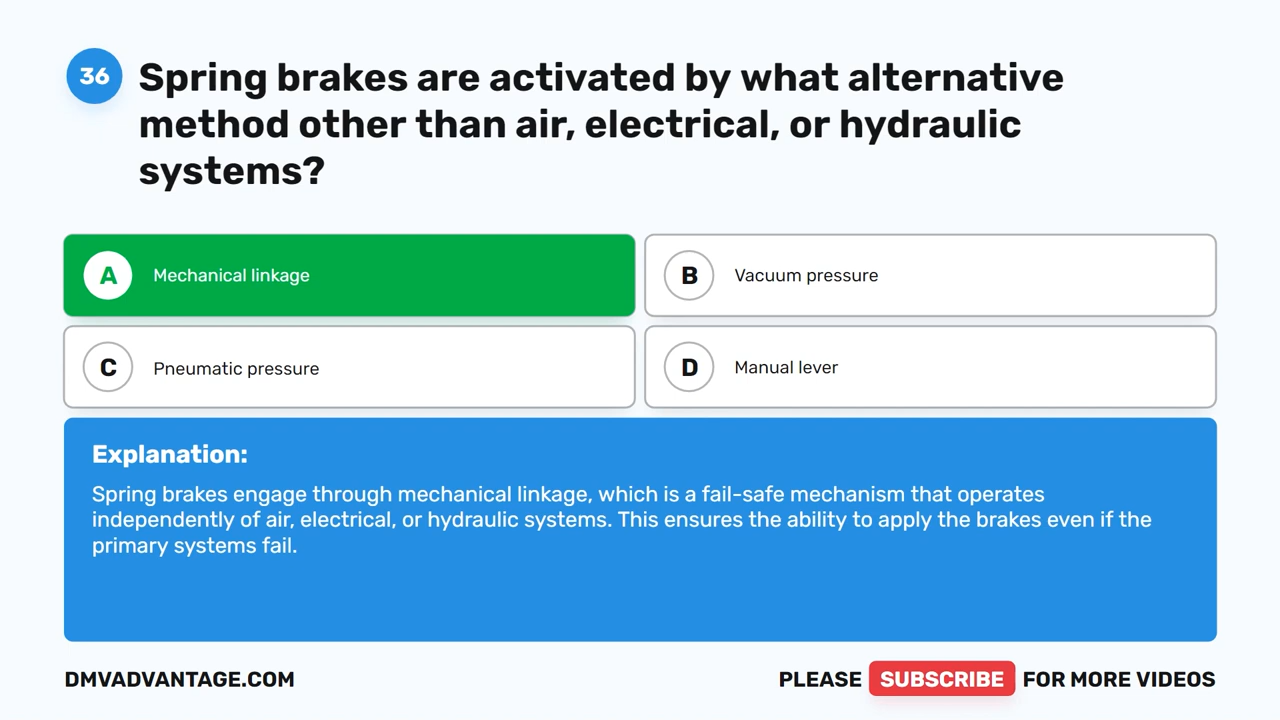 36
Spring brakes are activated by what alternative
method other than air, electrical, or hydraulic
systems?
A Mechanical linkage
B Vacuum pressure
C Pneumatic pressure
D Manual lever
Explanation:
Spring brakes engage through mechanical linkage, which is a fail-safe mechanism that operates
independently of air, electrical, or hydraulic systems. This ensures the ability to apply the brakes even if the
primary systems fail.
DMVADVANTAGE.COM
PLEASE SUBSCRIBE FOR MORE VIDEOS